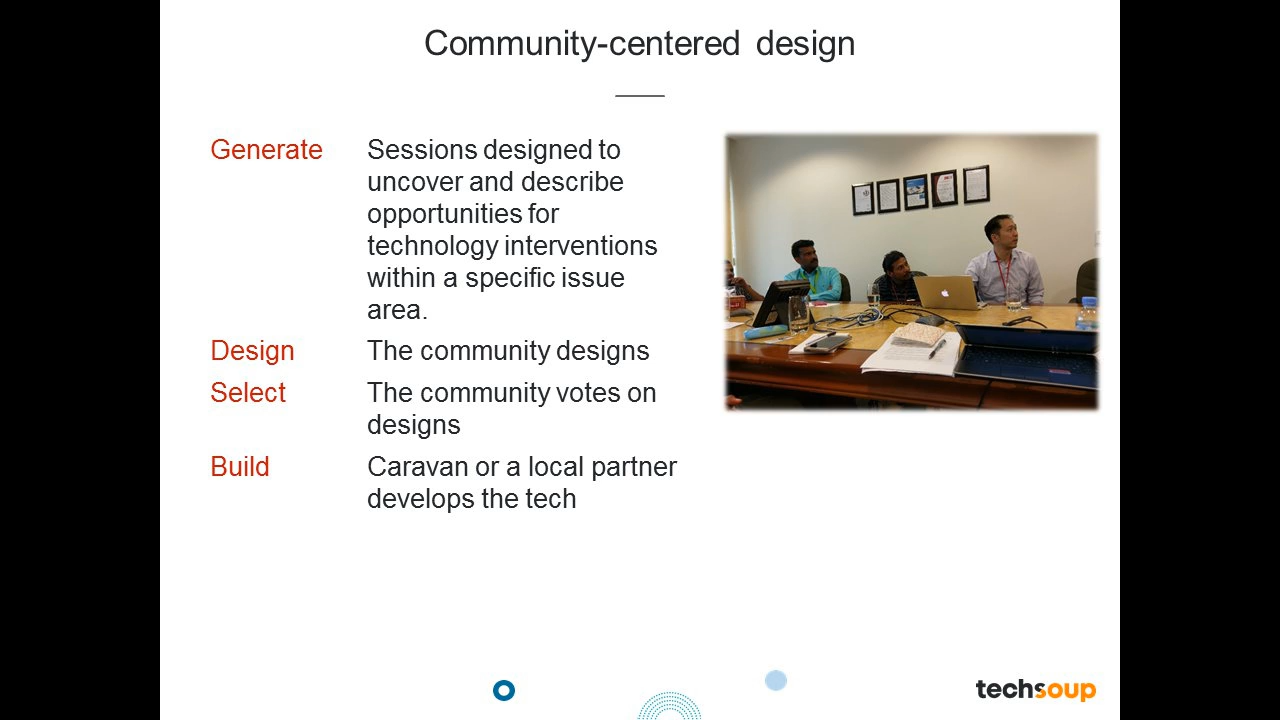 Community-centered design
Generate
Sessions designed to
uncover and describe
opportunities for
technology interventions
within a specific issue
area.
Design
The community designs
Select
The community votes on
designs
Build
Caravan or a local partner
develops the tech
techsoup